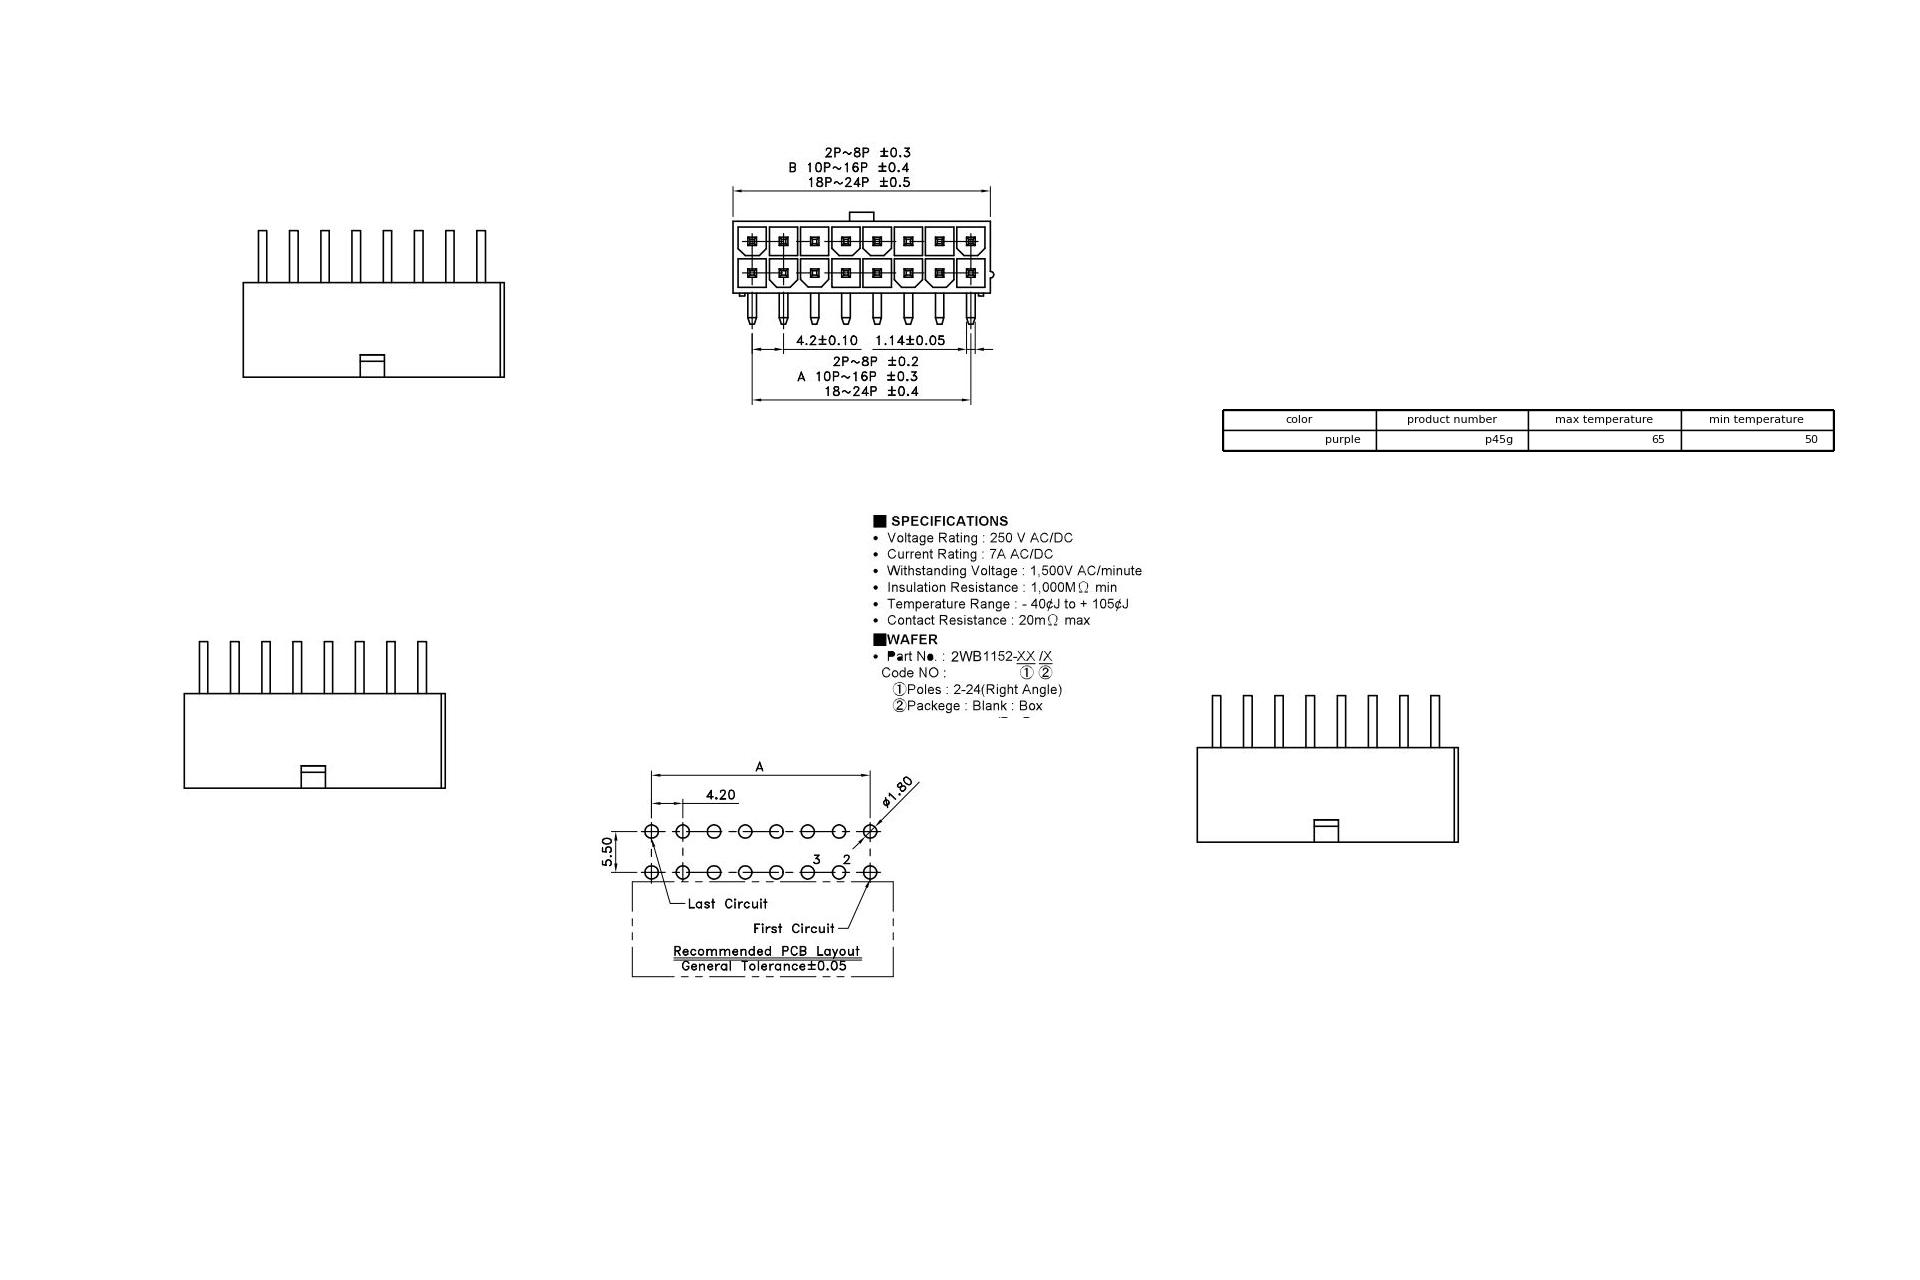 2P~8P ±0.3
B 10P~16P ±0.4
18P~24P ±0.5
4.2±0.10 1.14±0.05
2P~8P ±0.2
A 10P~16P ±0.3
18~24P ±0.4
color product number max temperature min temperature
purple p45g 65 50
■ SPECIFICATIONS
• Voltage Rating : 250 V AC/DC
• Current Rating : 7A AC/DC
• Withstanding Voltage : 1,500V AC/minute
• Insulation Resistance : 1,000MΩ min
• Temperature Range : - 40¢J to + 105¢J
• Contact Resistance : 20mΩ max
■WAFER
• Part No. : 2WB1152-XX /X
Code NO : ① ②
①Poles : 2-24(Right Angle)
②Packege : Blank : Box
A
4.20
ø1.80
5.50
3 2
Last Circuit
First Circuit
Recommended PCB Layout
General Tolerance±0.05